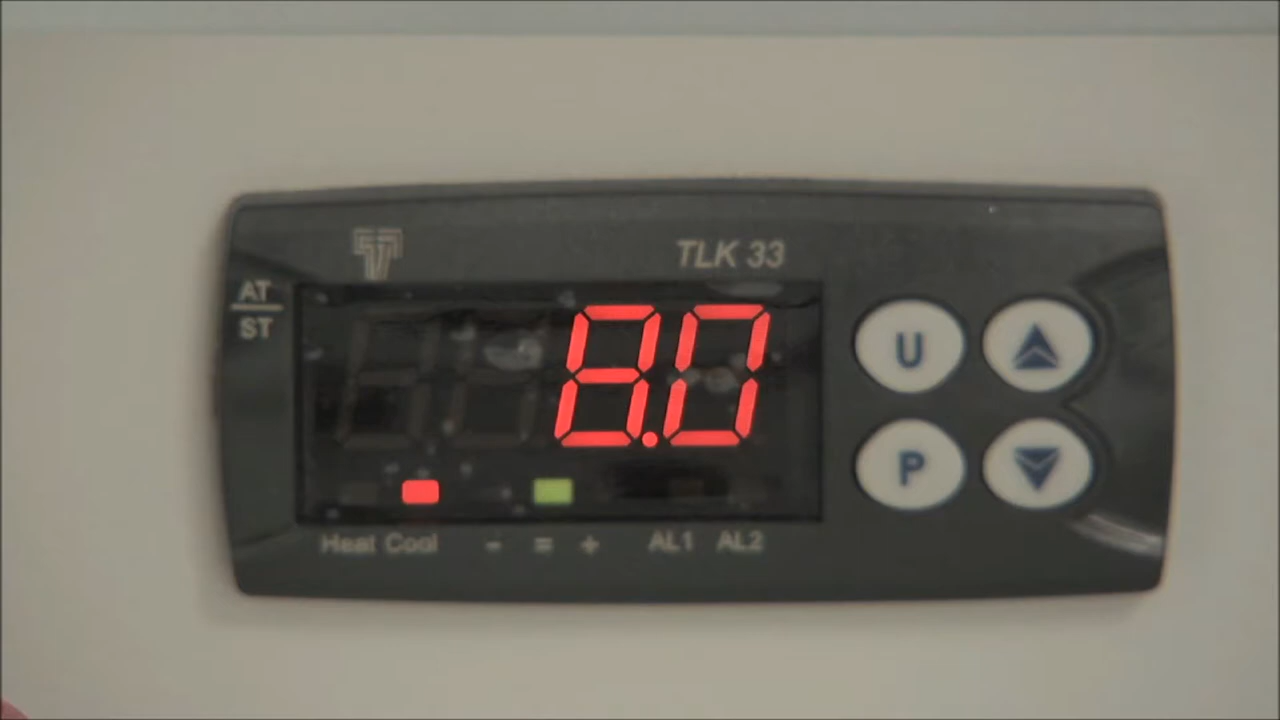 TLK 33
AT
ST
8.0
U
P
Heat Cool - = + AL1 AL2